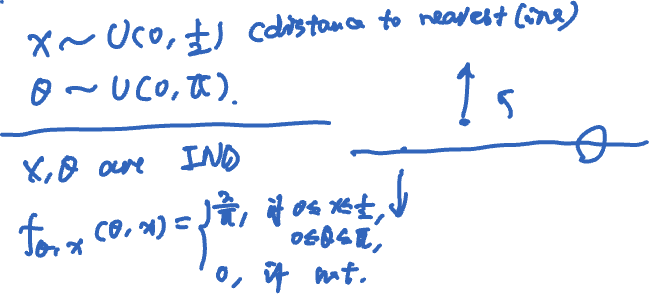 x ~ U(0, 1/2) (distance to nearest line)
θ ~ U(0, π).
x, θ are IND
f_{θ, x} (θ, x) = { 2/π, if 0 ≤ x ≤ 1/2, 0 ≤ θ ≤ π,
0, if not.